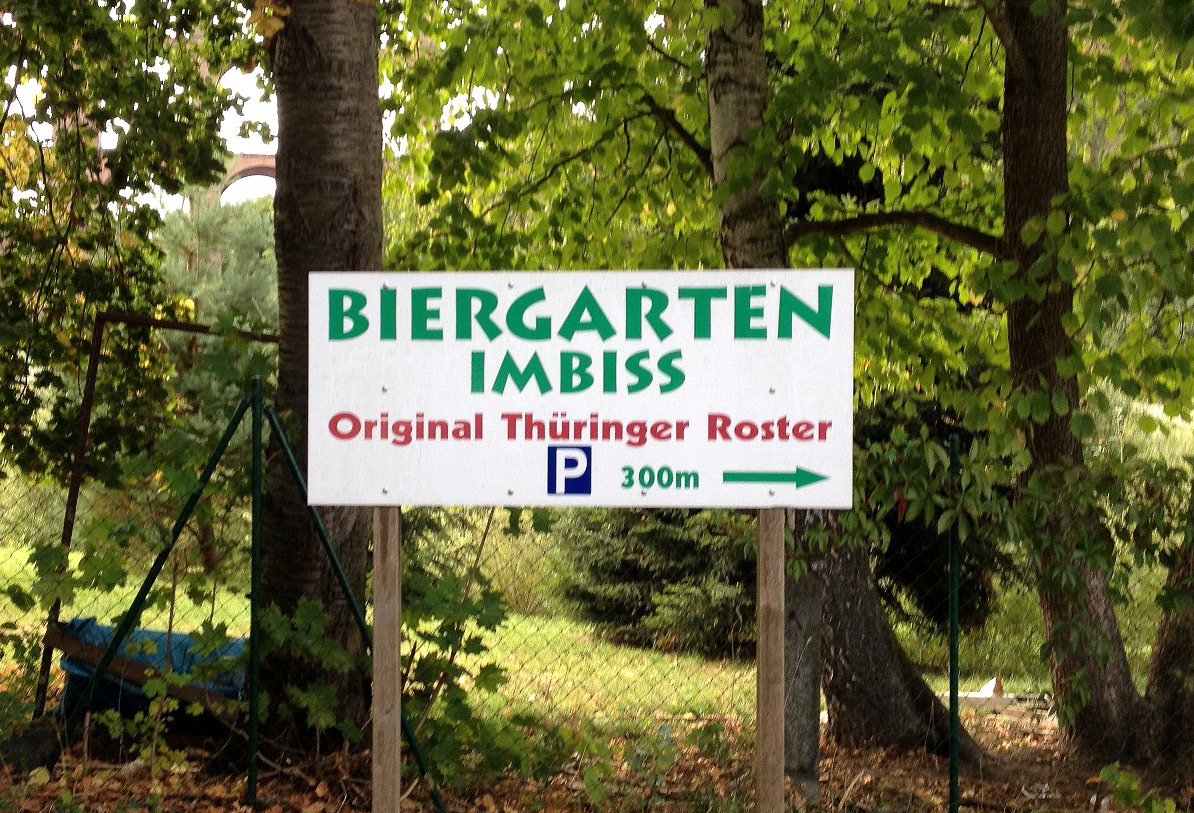 BIERGARTEN
IMBISS
Original Thüringer Roster
P 300m